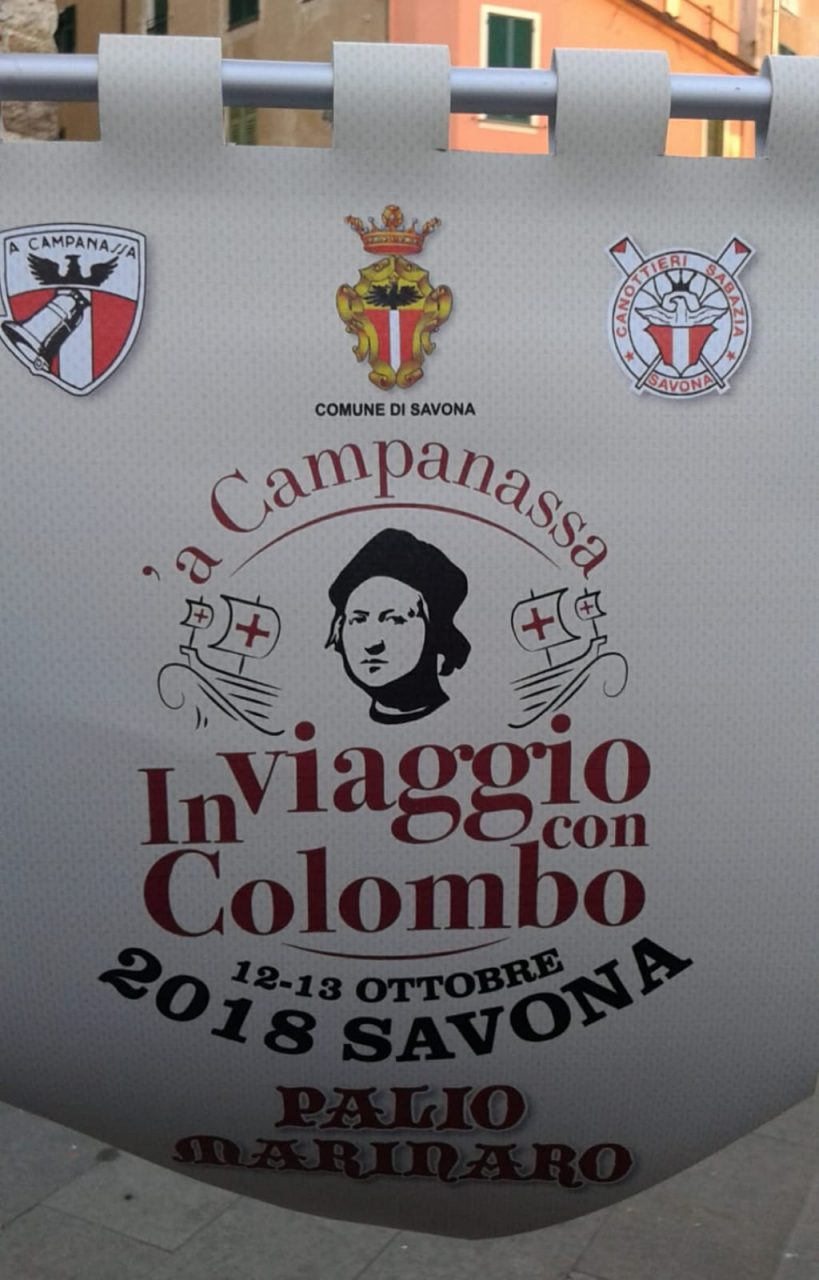 A CAMPANASSA
COMUNE DI SAVONA
CANOTTIERI SABAZIA
SAVONA
'a Campanassa
In viaggio
con
Colombo
12-13 OTTOBRE
2018 SAVONA
PALIO
MARINARO